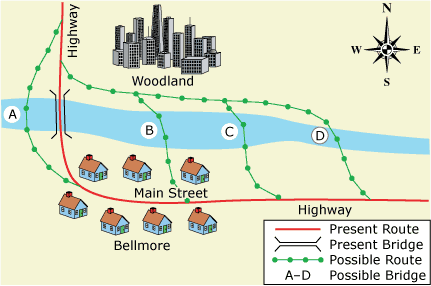 Highway
N
W
E
S
Woodland
A
B
C
D
Main Street
Highway
Bellmore
Present Route
Present Bridge
Possible Route
A–D Possible Bridge